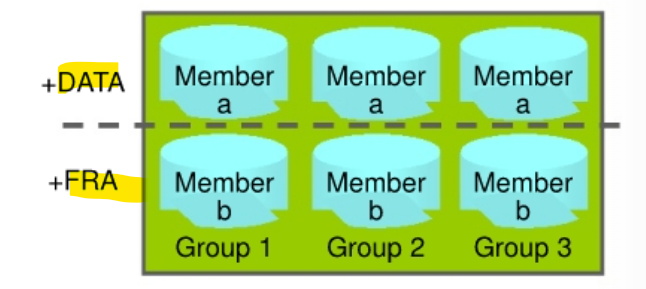 +DATA
Member Member Member
a a a
+FRA
Member Member Member
b b b
Group 1 Group 2 Group 3